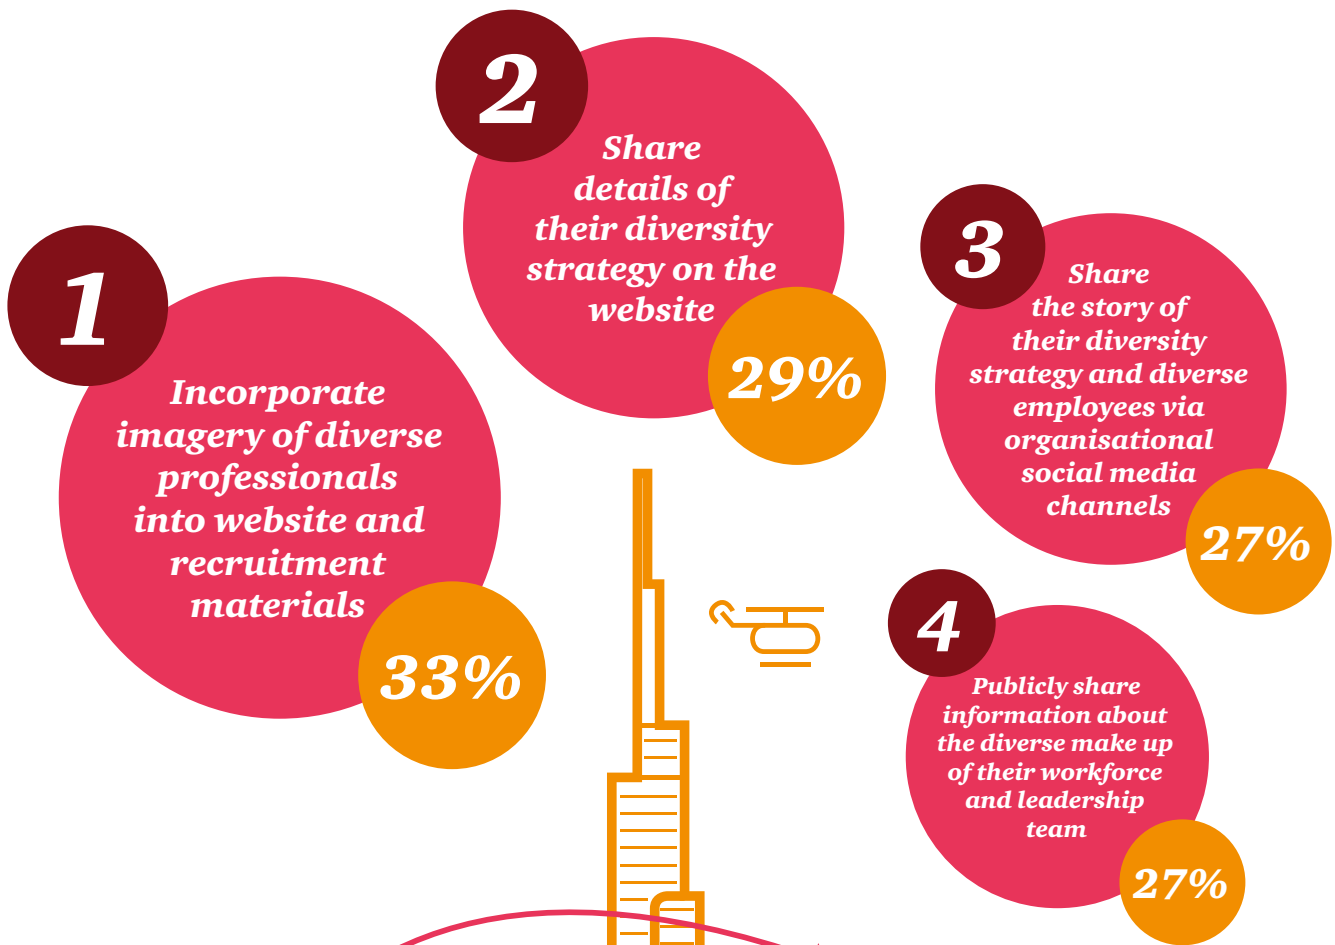 1
Incorporate
imagery of diverse
professionals
into website and
recruitment
materials
33%
2
Share
details of
their diversity
strategy on the
website
29%
3
Share
the story of
their diversity
strategy and diverse
employees via
organisational
social media
channels
27%
4
Publicly share
information about
the diverse make up
of their workforce
and leadership
team
27%